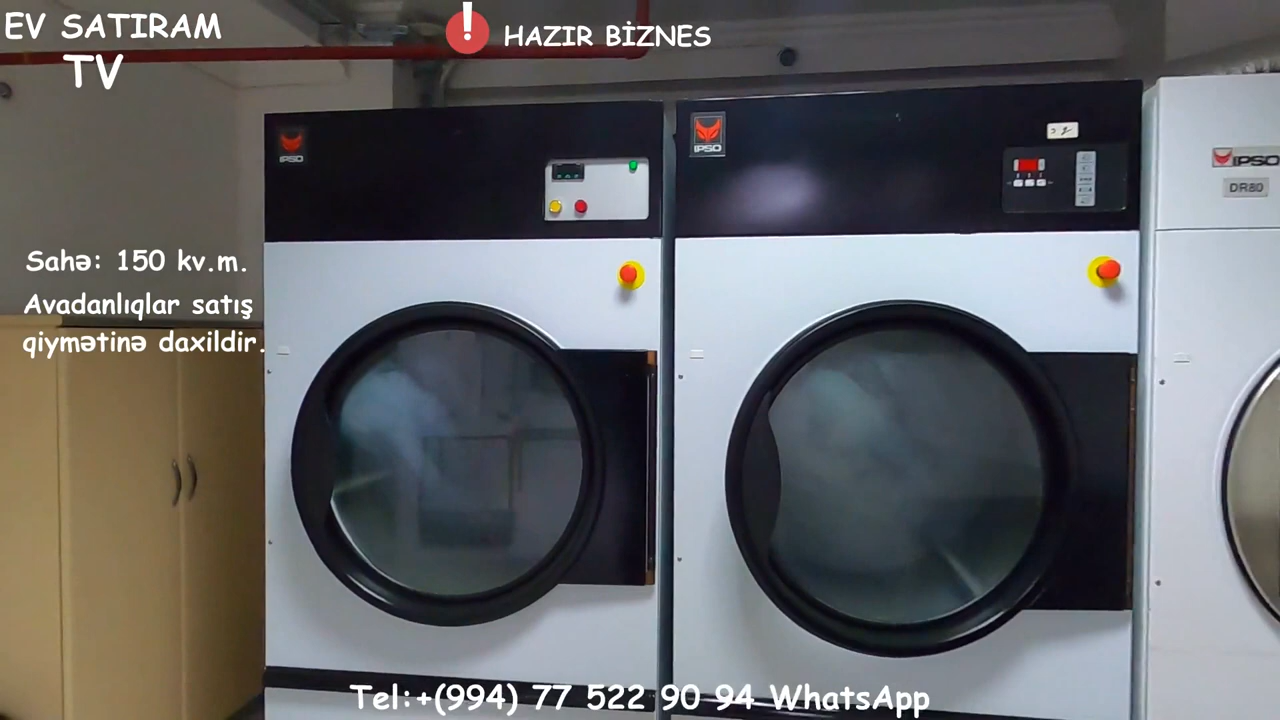 EV SATIRAM
TV
HAZIR BİZNES
IPSO
IPSO
IPSO
DR80
Sahə: 150 kv.m.
Avadanlıqlar satış
qiymətinə daxildir.
Tel:+(994) 77 522 90 94 WhatsApp